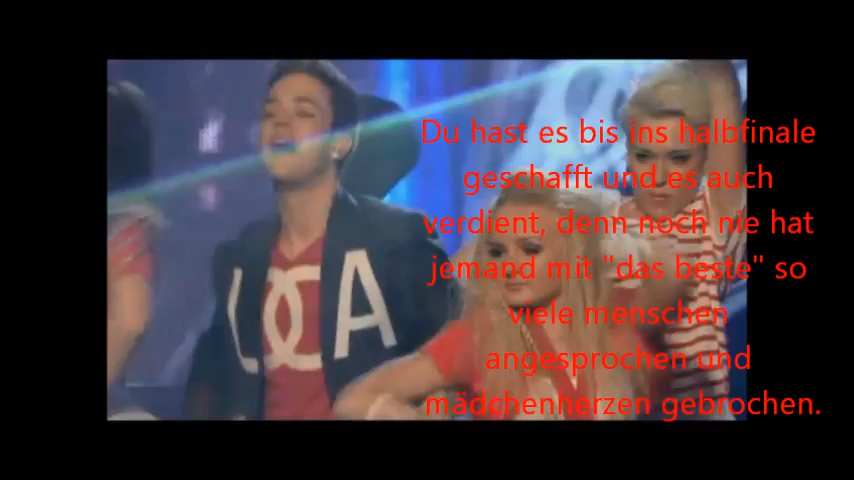 Du hast es bis ins halbfinale
geschafft und es auch
verdient, denn noch nie hat
jemand mit "das beste" so
viele menschen
angesprochen und
mädchenherzen gebrochen.
L A